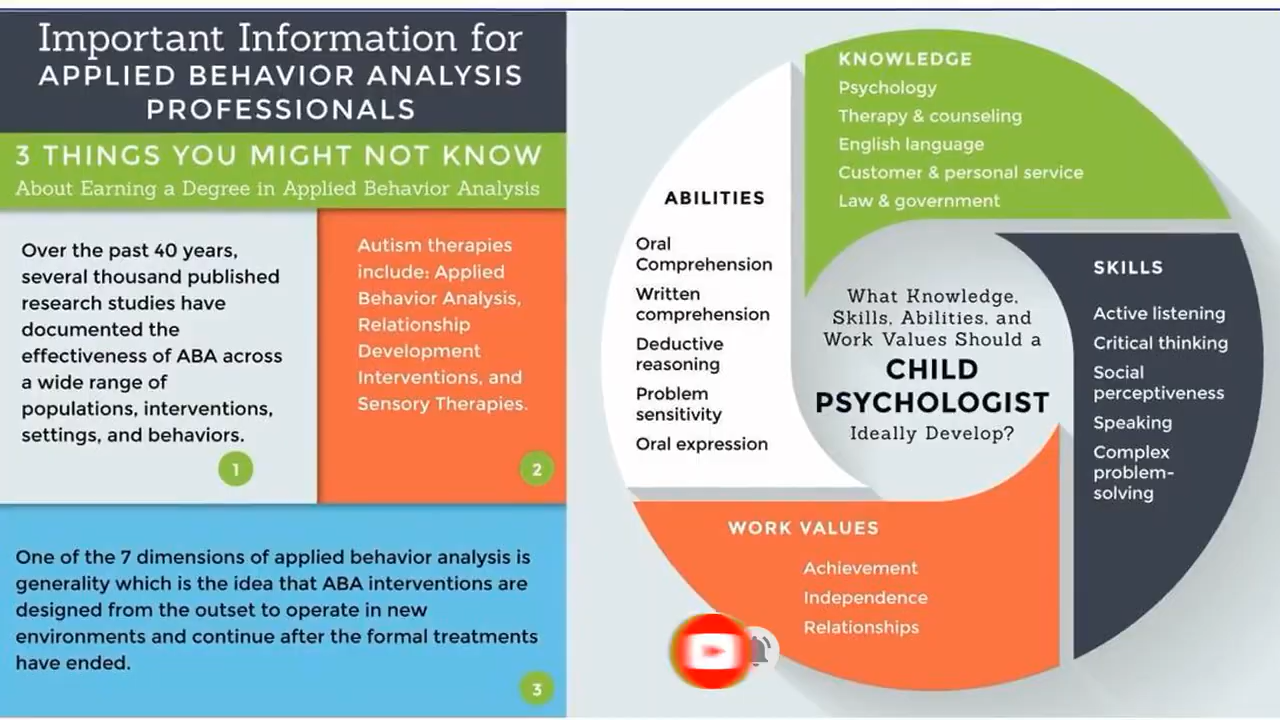 Important Information for
APPLIED BEHAVIOR ANALYSIS
PROFESSIONALS
3 THINGS YOU MIGHT NOT KNOW
About Earning a Degree in Applied Behavior Analysis
Over the past 40 years,
several thousand published
research studies have
documented the
effectiveness of ABA across
a wide range of
populations, interventions,
settings, and behaviors.
1
Autism therapies
include: Applied
Behavior Analysis,
Relationship
Development
Interventions, and
Sensory Therapies.
2
One of the 7 dimensions of applied behavior analysis is
generality which is the idea that ABA interventions are
designed from the outset to operate in new
environments and continue after the formal treatments
have ended.
3
What Knowledge,
Skills, Abilities, and
Work Values Should a
CHILD
PSYCHOLOGIST
Ideally Develop?
KNOWLEDGE
Psychology
Therapy & counseling
English language
Customer & personal service
Law & government
SKILLS
Active listening
Critical thinking
Social
perceptiveness
Speaking
Complex
problem-
solving
WORK VALUES
Achievement
Independence
Relationships
ABILITIES
Oral
Comprehension
Written
comprehension
Deductive
reasoning
Problem
sensitivity
Oral expression